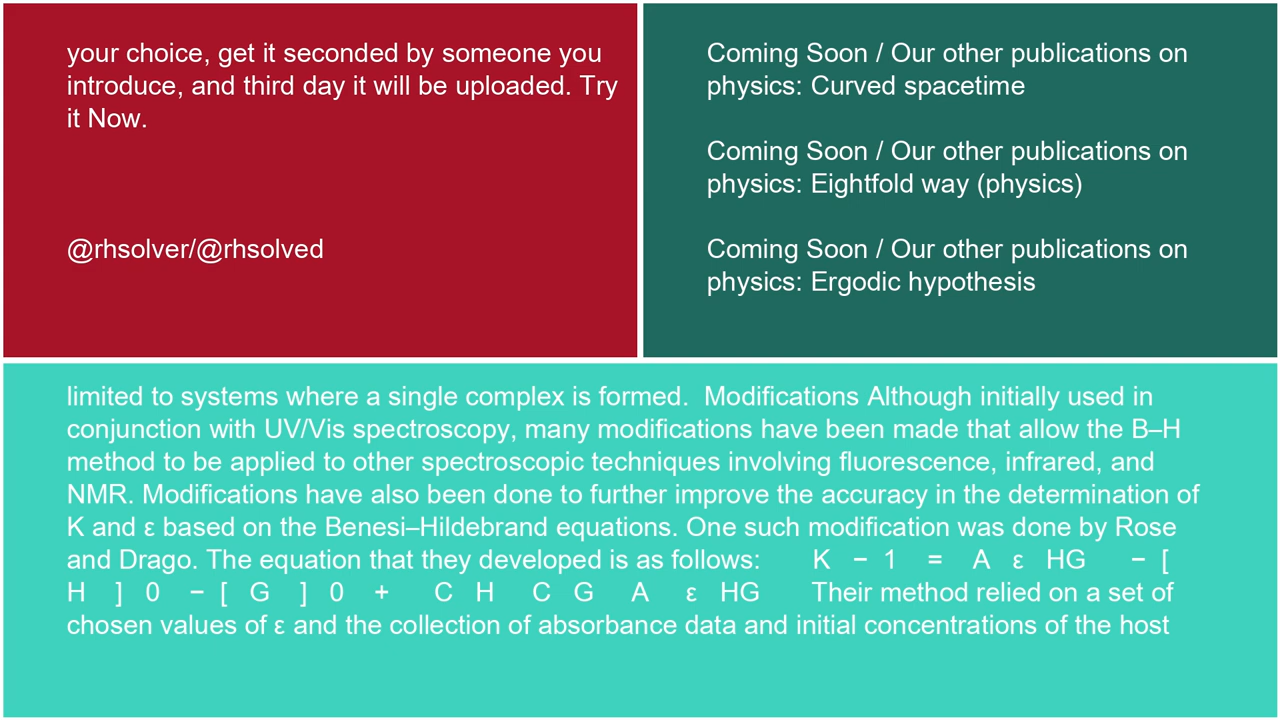 your choice, get it seconded by someone you
introduce, and third day it will be uploaded. Try
it Now.
@rhsolver/@rhsolved
Coming Soon / Our other publications on
physics: Curved spacetime
Coming Soon / Our other publications on
physics: Eightfold way (physics)
Coming Soon / Our other publications on
physics: Ergodic hypothesis
limited to systems where a single complex is formed.  Modifications Although initially used in
conjunction with UV/Vis spectroscopy, many modifications have been made that allow the B–H
method to be applied to other spectroscopic techniques involving fluorescence, infrared, and
NMR. Modifications have also been done to further improve the accuracy in the determination of
K and ε based on the Benesi–Hildebrand equations. One such modification was done by Rose
and Drago. The equation that they developed is as follows: K − 1 = A ε HG − [
H ] 0 − [ G ] 0 + C H C G A ε HG Their method relied on a set of
chosen values of ε and the collection of absorbance data and initial concentrations of the host